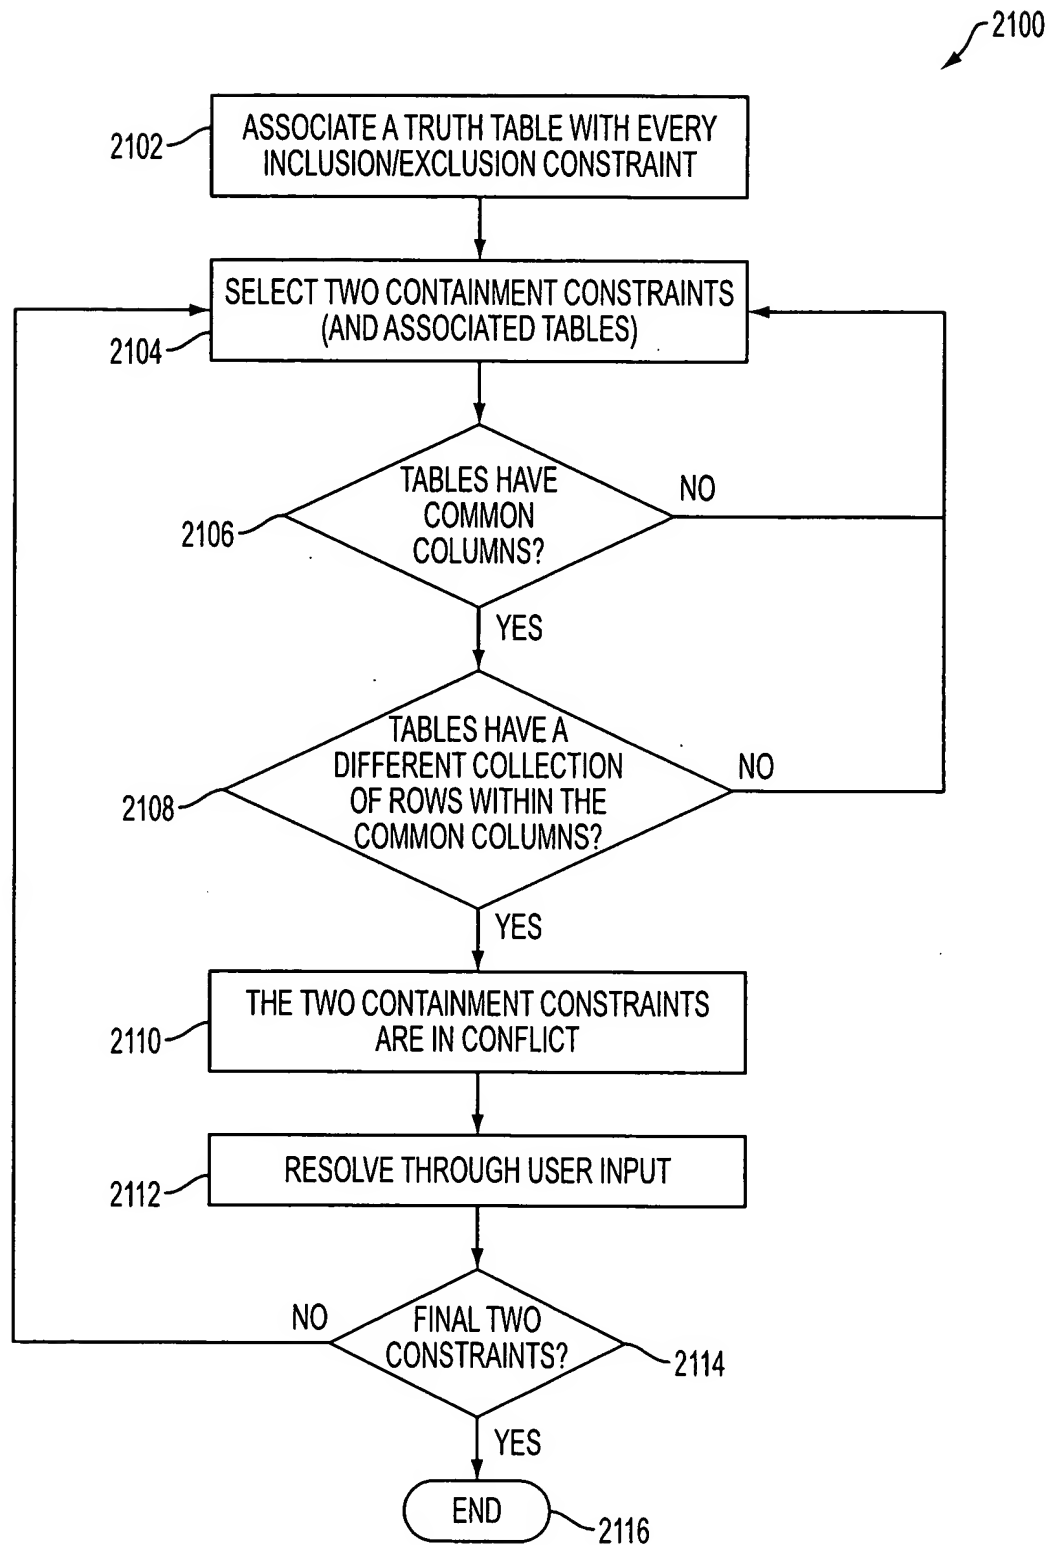 2100
2102
ASSOCIATE A TRUTH TABLE WITH EVERY
INCLUSION/EXCLUSION CONSTRAINT
SELECT TWO CONTAINMENT CONSTRAINTS
(AND ASSOCIATED TABLES)
2104
TABLES HAVE
COMMON
COLUMNS?
NO
2106
YES
TABLES HAVE A
DIFFERENT COLLECTION
OF ROWS WITHIN THE
COMMON COLUMNS?
NO
2108
YES
THE TWO CONTAINMENT CONSTRAINTS
ARE IN CONFLICT
2110
RESOLVE THROUGH USER INPUT
2112
NO
FINAL TWO
CONSTRAINTS?
2114
YES
END
2116